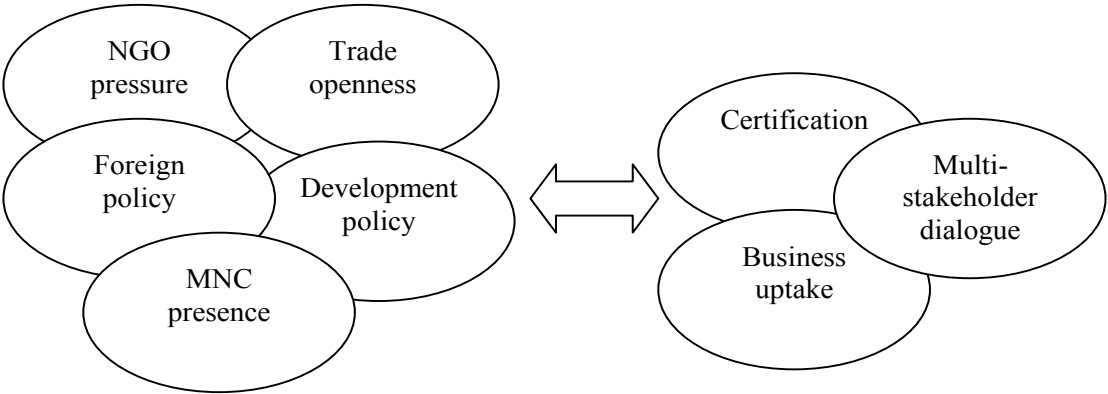 NGO
pressure
Trade
openness
Foreign
policy
Development
policy
MNC
presence
Certification
Multi-
stakeholder
dialogue
Business
uptake